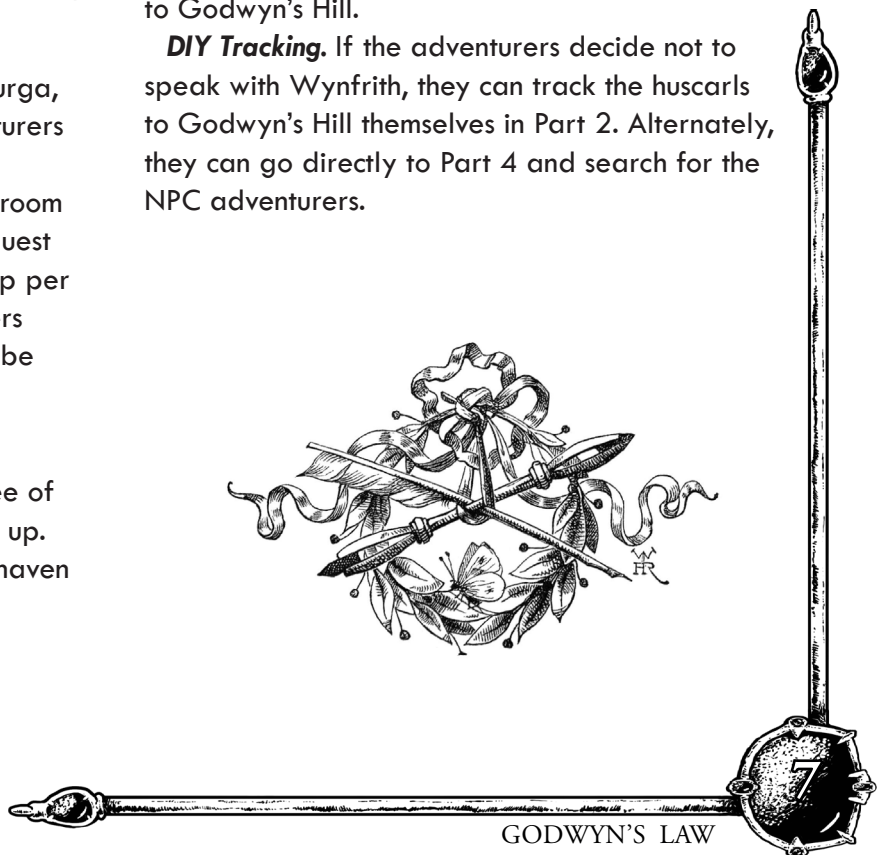 urga,
urers
room
uest
p per
rs
be
e of
up.
haven
to Godwyn’s Hill.
DIY Tracking. If the adventurers decide not to
speak with Wynfrith, they can track the huscarls
to Godwyn’s Hill themselves in Part 2. Alternately,
they can go directly to Part 4 and search for the
NPC adventurers.
7
GODWYN’S LAW